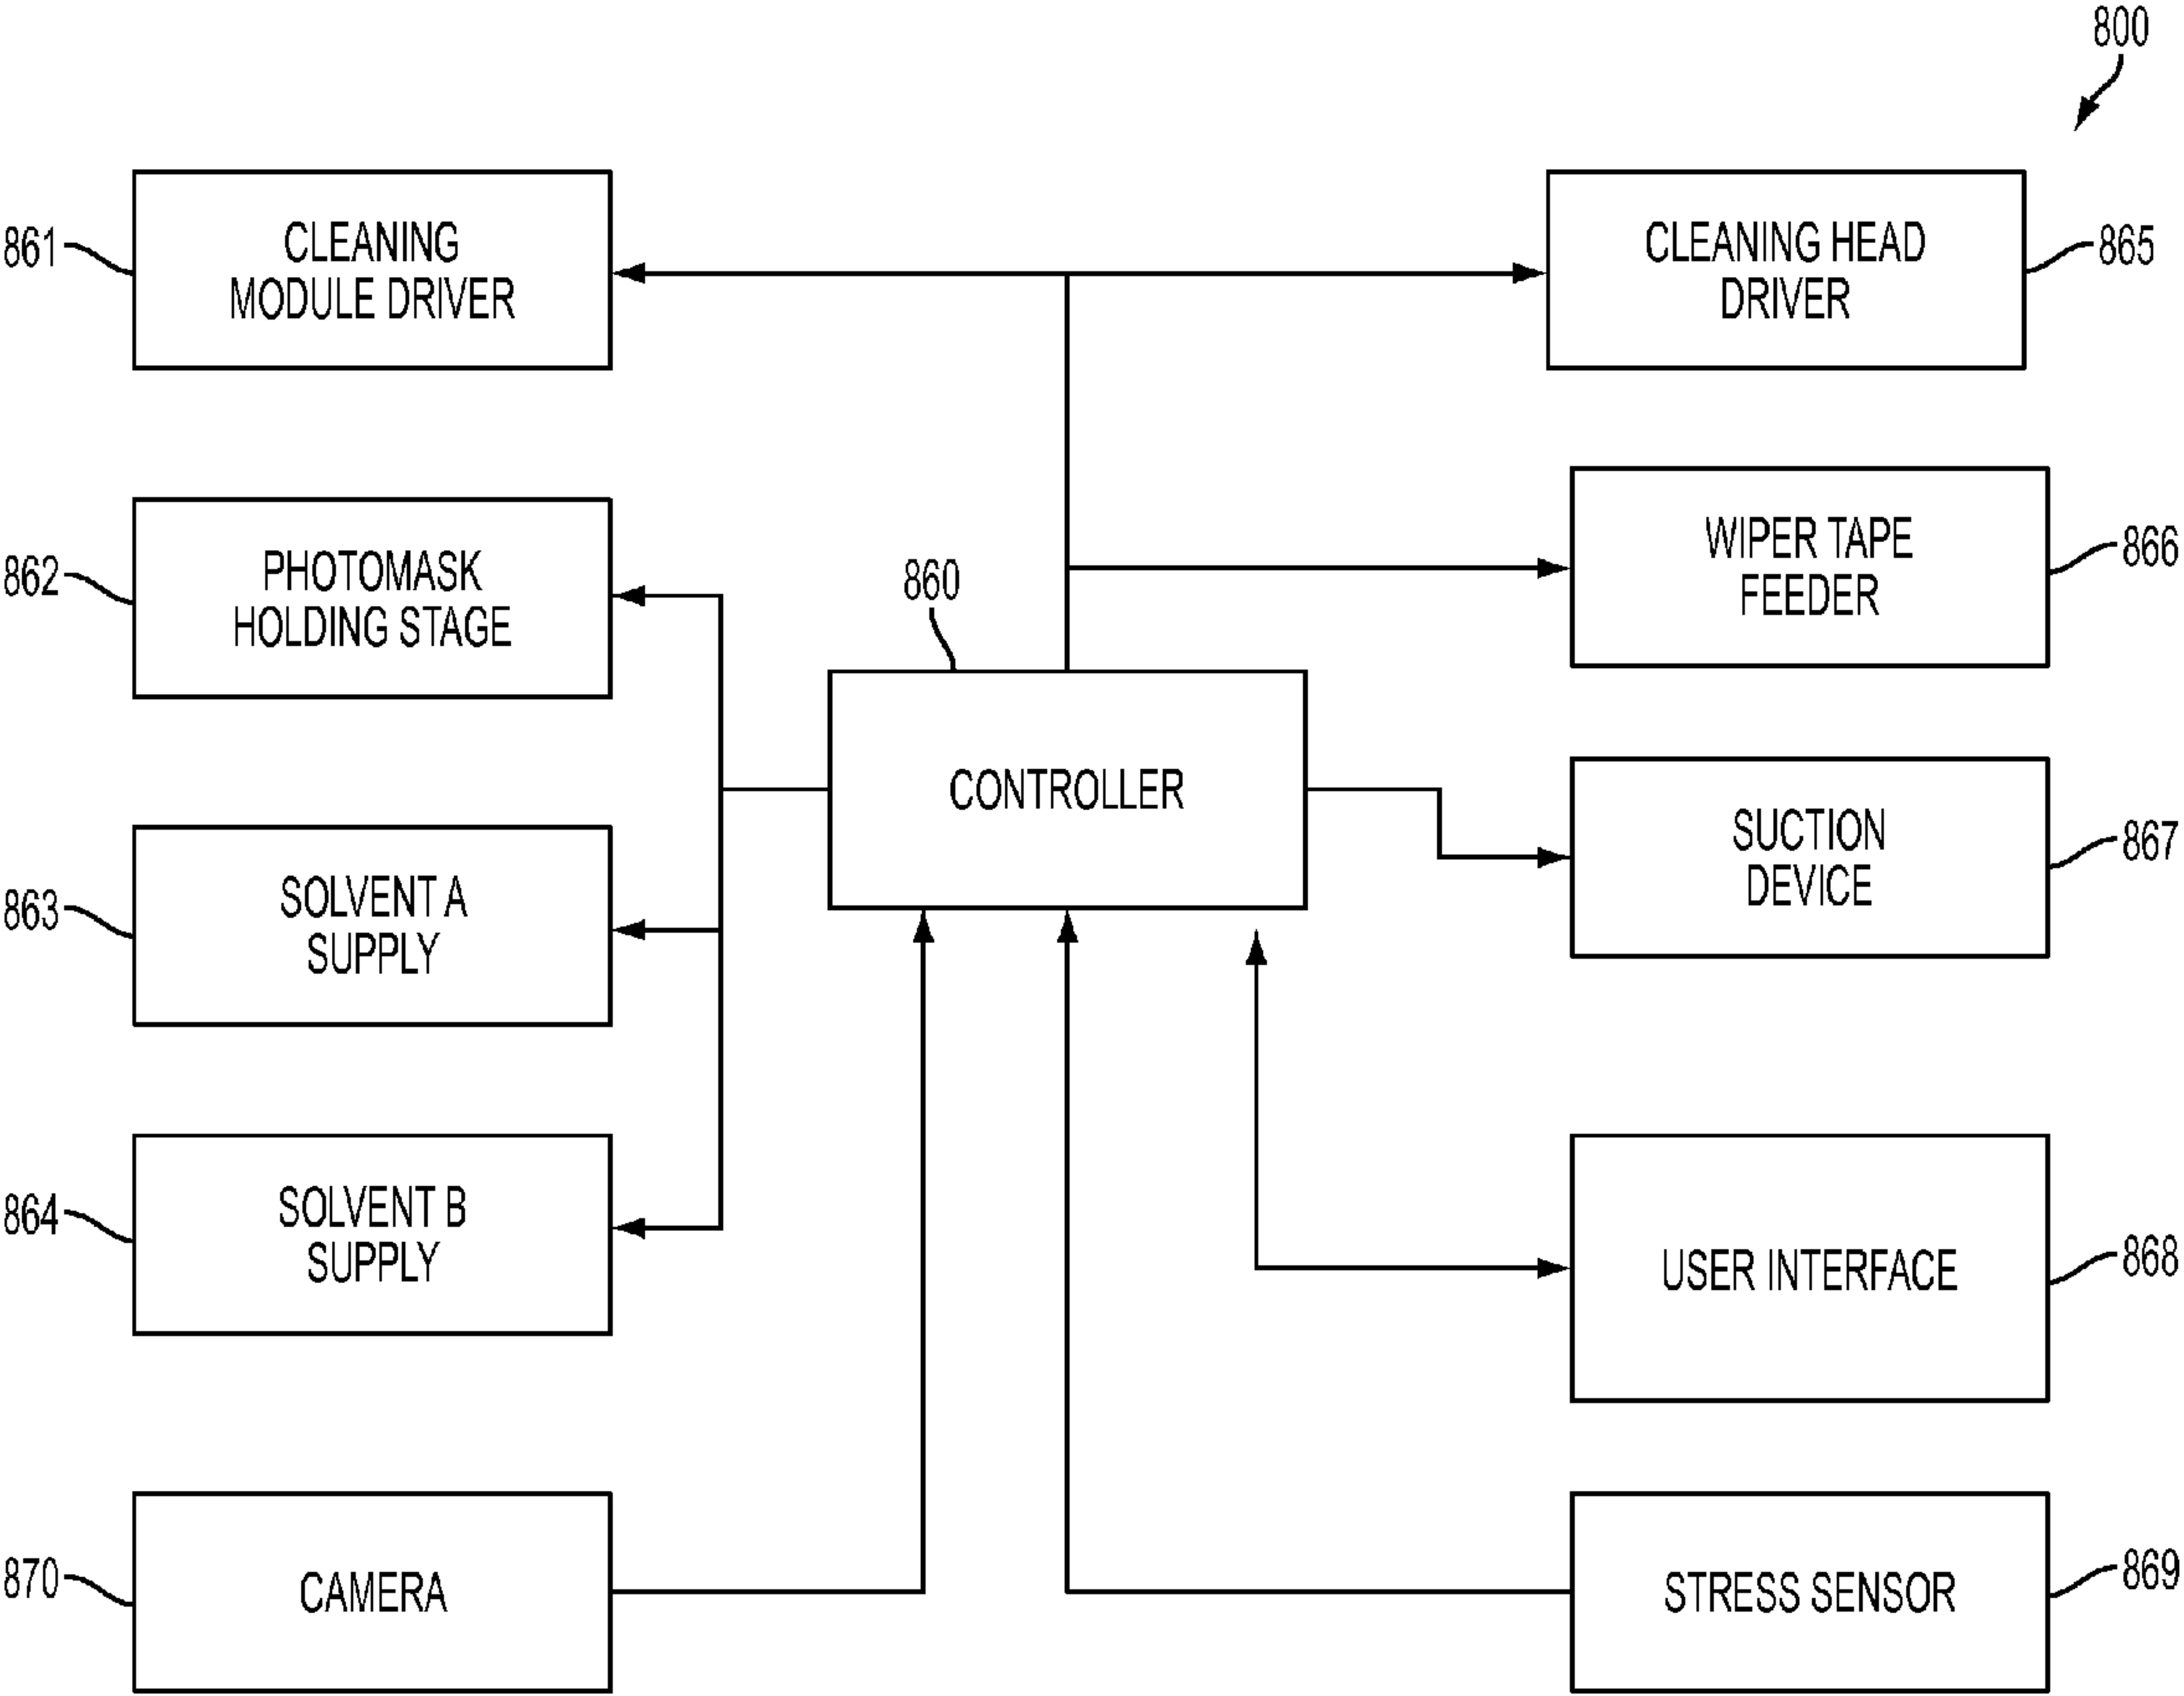 800
861
CLEANING
MODULE DRIVER
CLEANING HEAD
DRIVER
865
862
PHOTOMASK
HOLDING STAGE
860
CONTROLLER
WIPER TAPE
FEEDER
866
863
SOLVENT A
SUPPLY
SUCTION
DEVICE
867
864
SOLVENT B
SUPPLY
USER INTERFACE
868
870
CAMERA
STRESS SENSOR
869